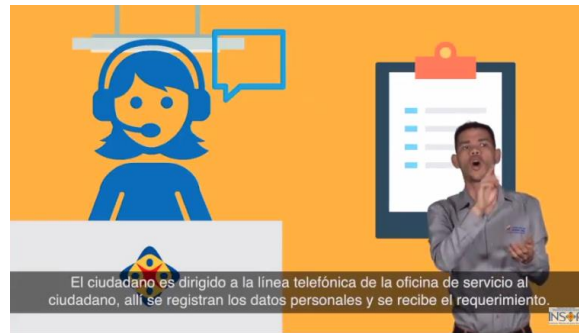 El ciudadano es dirigido a la línea telefónica de la oficina de servicio al
ciudadano, allí se registran los datos personales y se recibe el requerimiento.